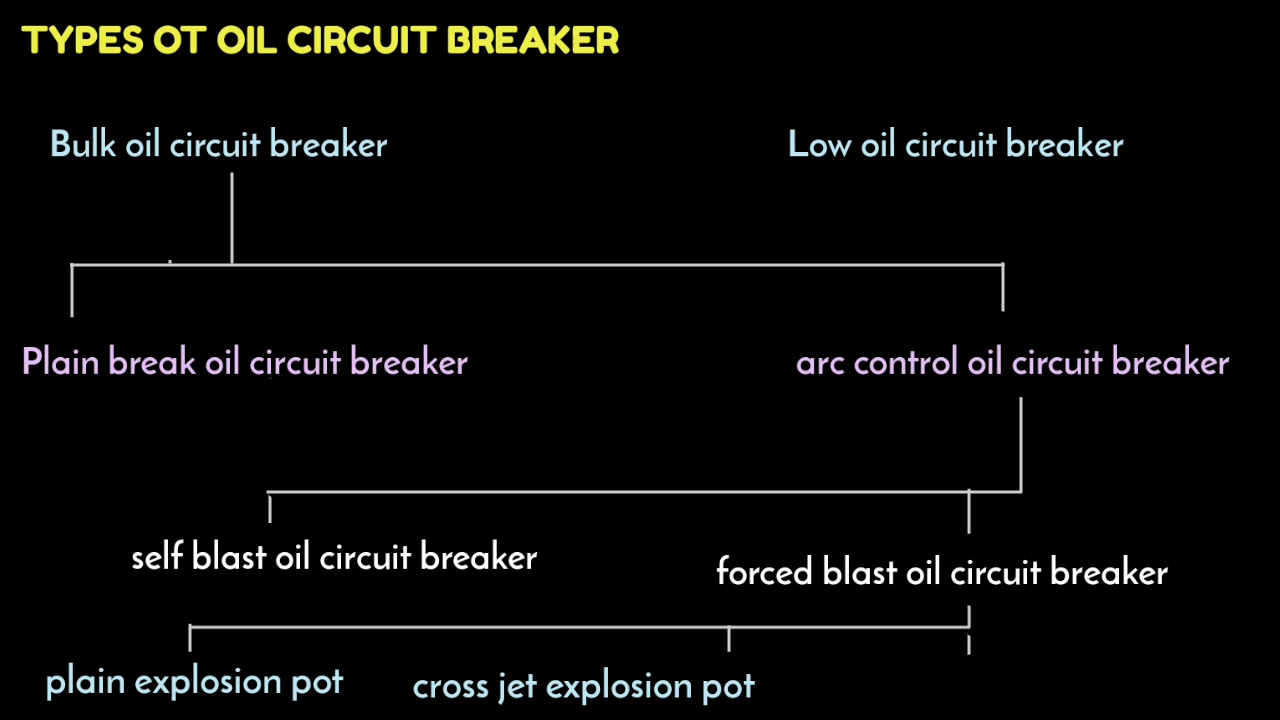 TYPES OT OIL CIRCUIT BREAKER
Bulk oil circuit breaker
Low oil circuit breaker
Plain break oil circuit breaker
arc control oil circuit breaker
self blast oil circuit breaker
forced blast oil circuit breaker
plain explosion pot
cross jet explosion pot